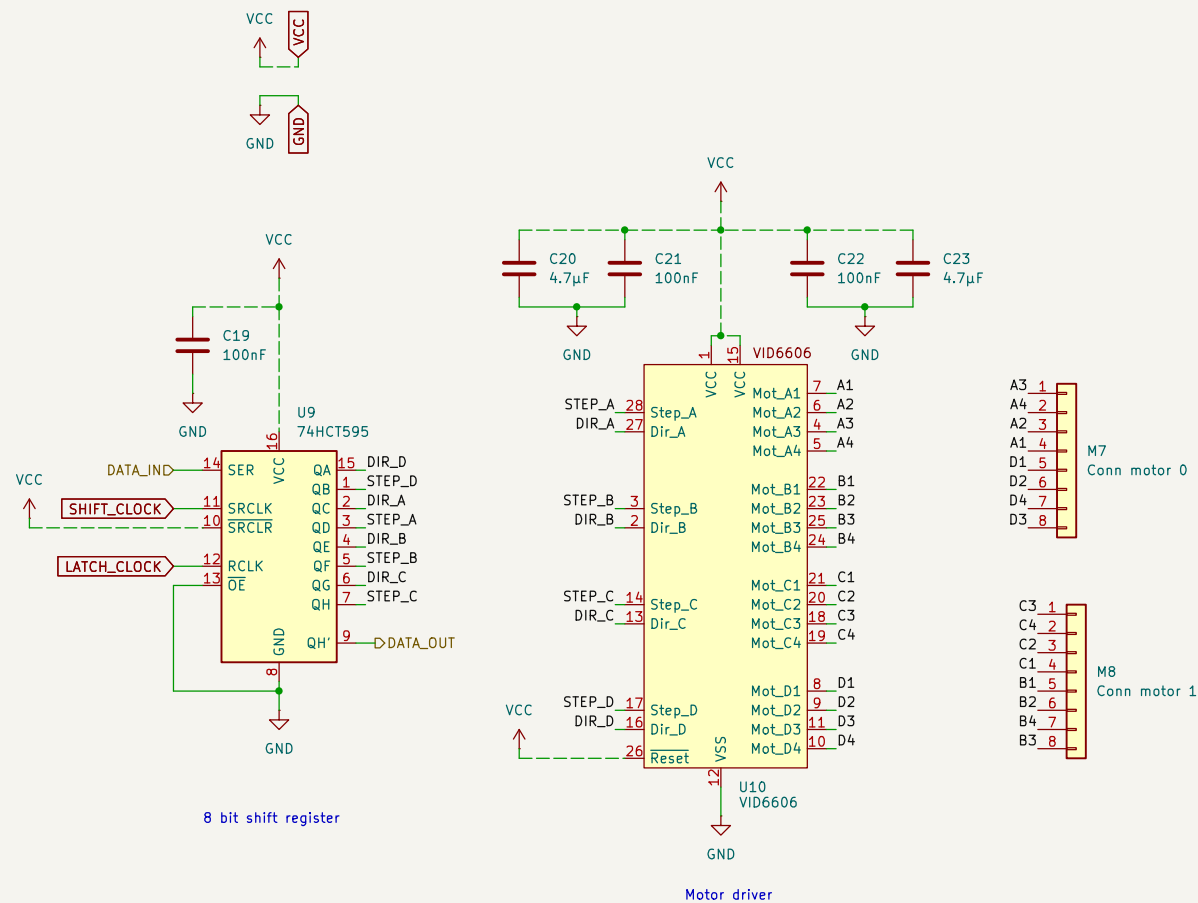 VCC
VCC
GND
GND
VCC
C19
100nF
GND
U9
74HCT595
16
VCC
DATA_IN
14
SER
VCC
SHIFT_CLOCK
11
SRCLK
10
SRCLR
LATCH_CLOCK
12
RCLK
13
OE
QA
15
DIR_D
QB
1
STEP_D
QC
2
DIR_A
QD
3
STEP_A
QE
4
DIR_B
QF
5
STEP_B
QG
6
DIR_C
QH
7
STEP_C
QH'
9
DATA_OUT
GND
8
GND
8 bit shift register
VCC
C20
4.7µF
C21
100nF
C22
100nF
C23
4.7µF
GND
GND
1
15
VID6606
VCC
VCC
STEP_A
28
Step_A
DIR_A
27
Dir_A
STEP_B
3
Step_B
DIR_B
2
Dir_B
STEP_C
14
Step_C
DIR_C
13
Dir_C
STEP_D
17
Step_D
DIR_D
16
Dir_D
VCC
26
Reset
Mot_A1
7
A1
Mot_A2
6
A2
Mot_A3
4
A3
Mot_A4
5
A4
Mot_B1
22
B1
Mot_B2
23
B2
Mot_B3
25
B3
Mot_B4
24
B4
Mot_C1
21
C1
Mot_C2
20
C2
Mot_C3
18
C3
Mot_C4
19
C4
Mot_D1
8
D1
Mot_D2
9
D2
Mot_D3
11
D3
Mot_D4
10
D4
VSS
12
U10
VID6606
GND
Motor driver
A3 1
A4 2
A2 3
A1 4
D1 5
D2 6
D4 7
D3 8
M7
Conn motor 0
C3 1
C4 2
C2 3
C1 4
B1 5
B2 6
B4 7
B3 8
M8
Conn motor 1